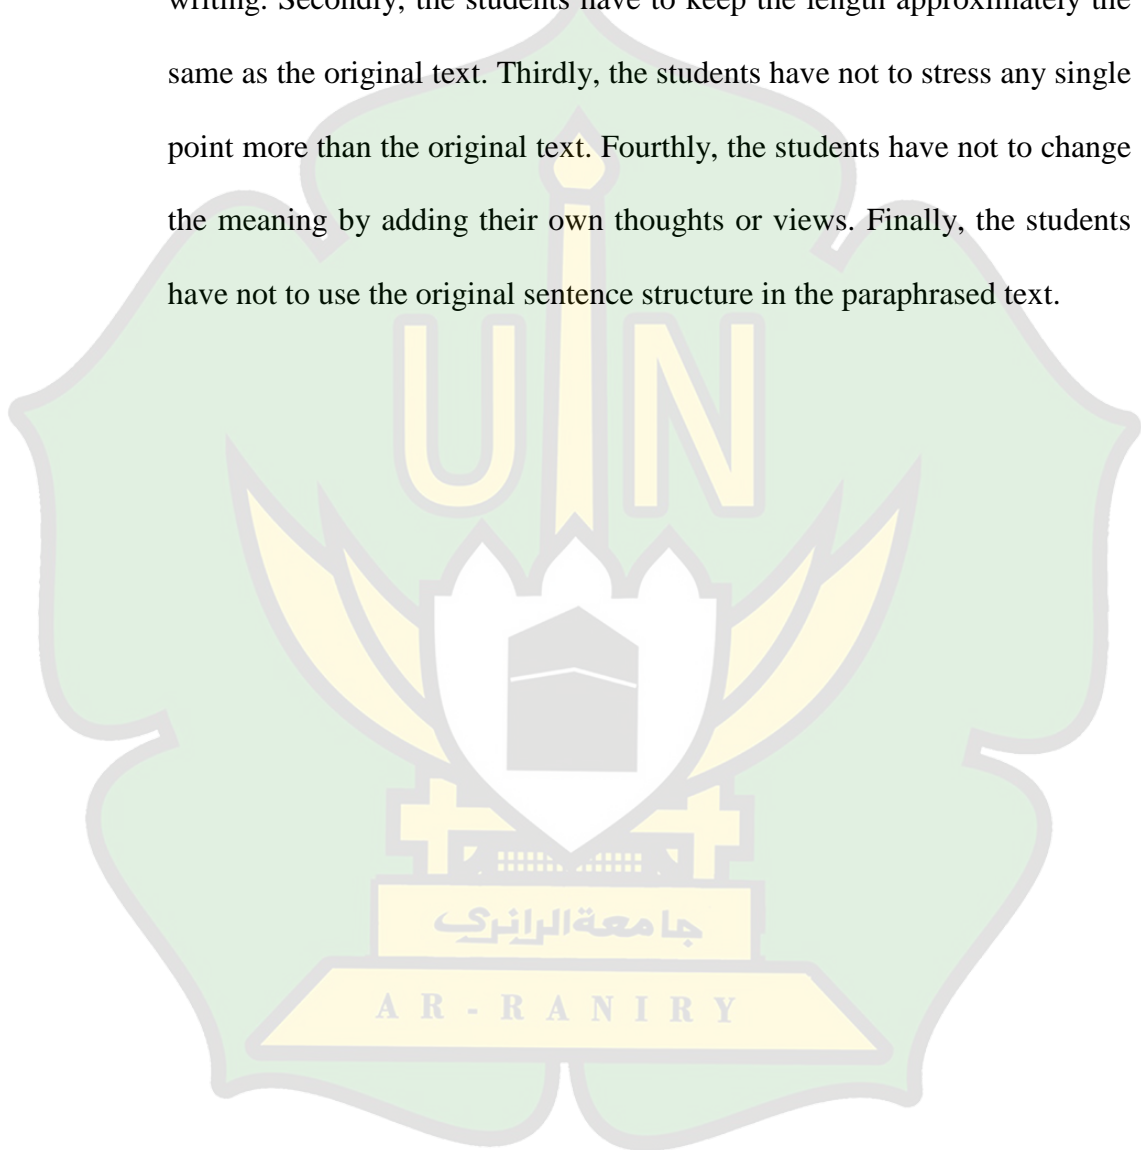 writing. Secondly, the students have to keep the length approximately the
same as the original text. Thirdly, the students have not to stress any single
point more than the original text. Fourthly, the students have not to change
the meaning by adding their own thoughts or views. Finally, the students
have not to use the original sentence structure in the paraphrased text.
UIN
جامعة الرانري
AR-RANIRY